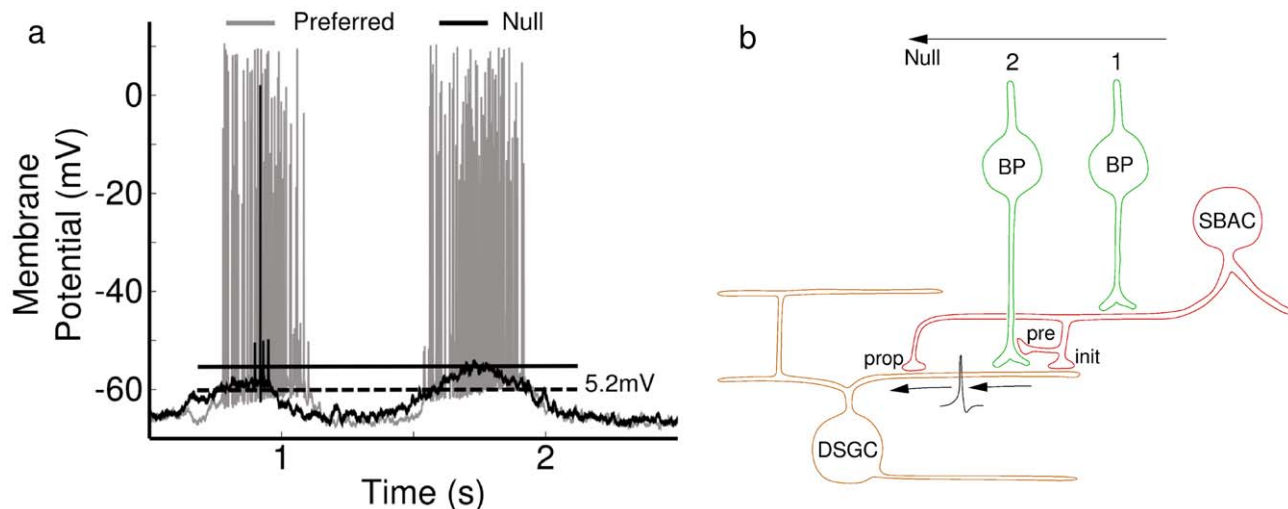 a
Preferred
Null
Membrane
Potential (mV)
0
-20
-40
-60
5.2mV
1
2
Time (s)
b
Null
2
1
BP
BP
SBAC
pre
prop
init
DSGC